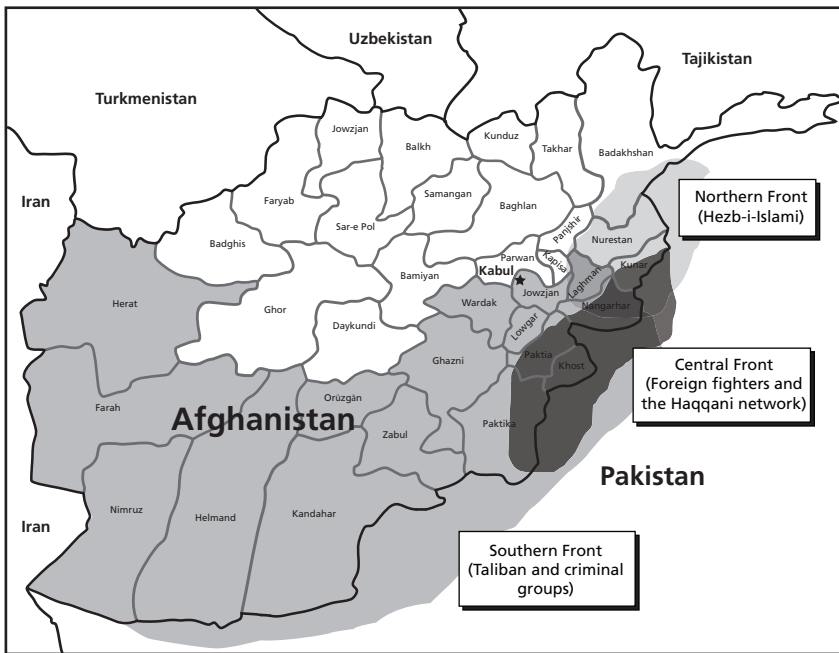 Uzbekistan
Tajikistan
Turkmenistan
Jowzjan
Balkh
Kunduz
Takhar
Badakhshan
Iran
Faryab
Samangan
Baghlan
Northern Front
(Hezb-i-Islami)
Sar-e Pol
Panjshir
Badghis
Nurestan
Parwan
Kapisa
Kabul
Bamiyan
Laghman
Kunar
Herat
Wardak
Jowzjan
Nangarhar
Ghor
Daykundi
Lowgar
Ghazni
Paktia
Khost
Central Front
(Foreign fighters and
the Haqqani network)
Farah
Orūzgān
Afghanistan
Zabul
Paktika
Pakistan
Nimruz
Helmand
Kandahar
Iran
Southern Front
(Taliban and criminal
groups)